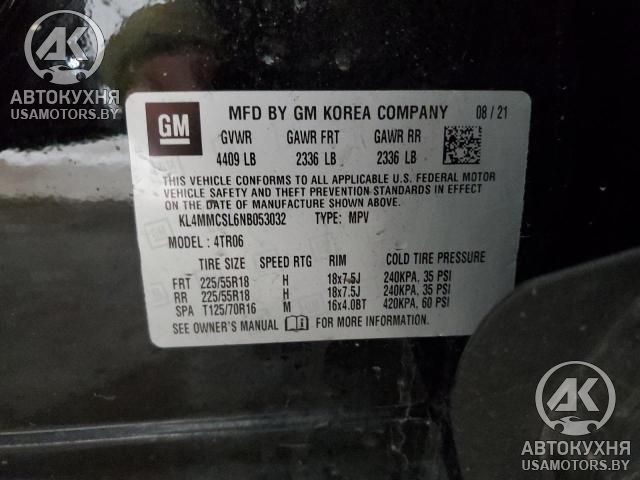 АК
АВТОКУХНЯ
USAMOTORS.BY
GM
MFD BY GM KOREA COMPANY 08 / 21
GVWR GAWR FRT GAWR RR
4409 LB 2336 LB 2336 LB
THIS VEHICLE CONFORMS TO ALL APPLICABLE U.S. FEDERAL MOTOR
VEHICLE SAFETY AND THEFT PREVENTION STANDARDS IN EFFECT
ON THE DATE OF MANUFACTURE SHOWN ABOVE.
KL4MMCSL6NB053032 TYPE: MPV
MODEL : 4TR06
TIRE SIZE SPEED RTG RIM COLD TIRE PRESSURE
FRT 225/55R18 H 18x7.5J 240KPA, 35 PSI
RR 225/55R18 H 18x7.5J 240KPA, 35 PSI
SPA T125/70R16 M 16x4.0BT 420KPA, 60 PSI
SEE OWNER'S MANUAL FOR MORE INFORMATION
АК
АВТОКУХНЯ
USAMOTORS.BY